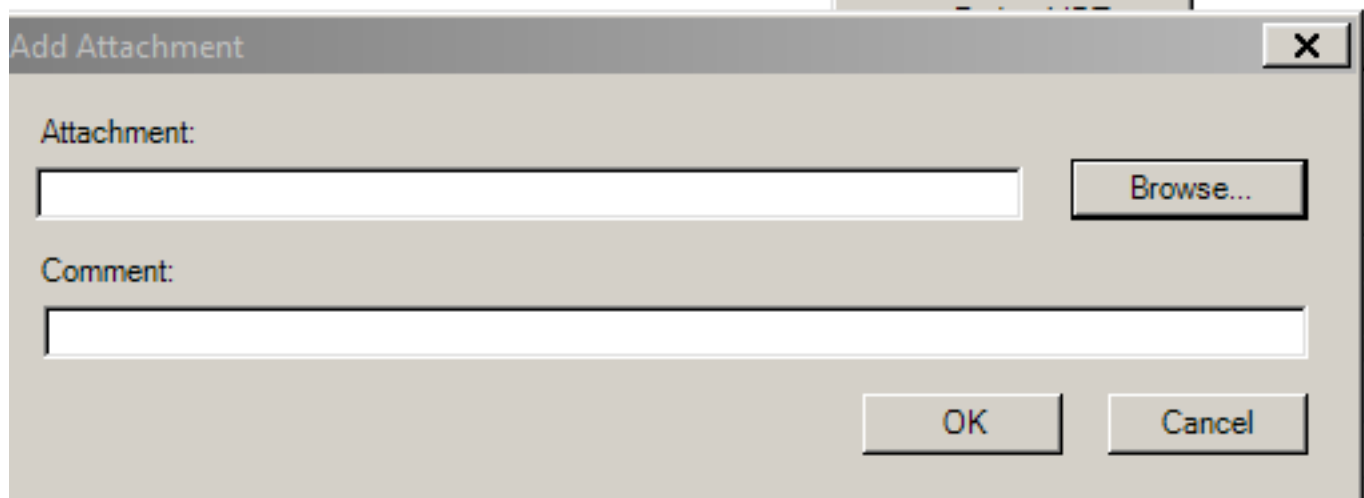 Add Attachment
Attachment:
Browse...
Comment:
OK
Cancel